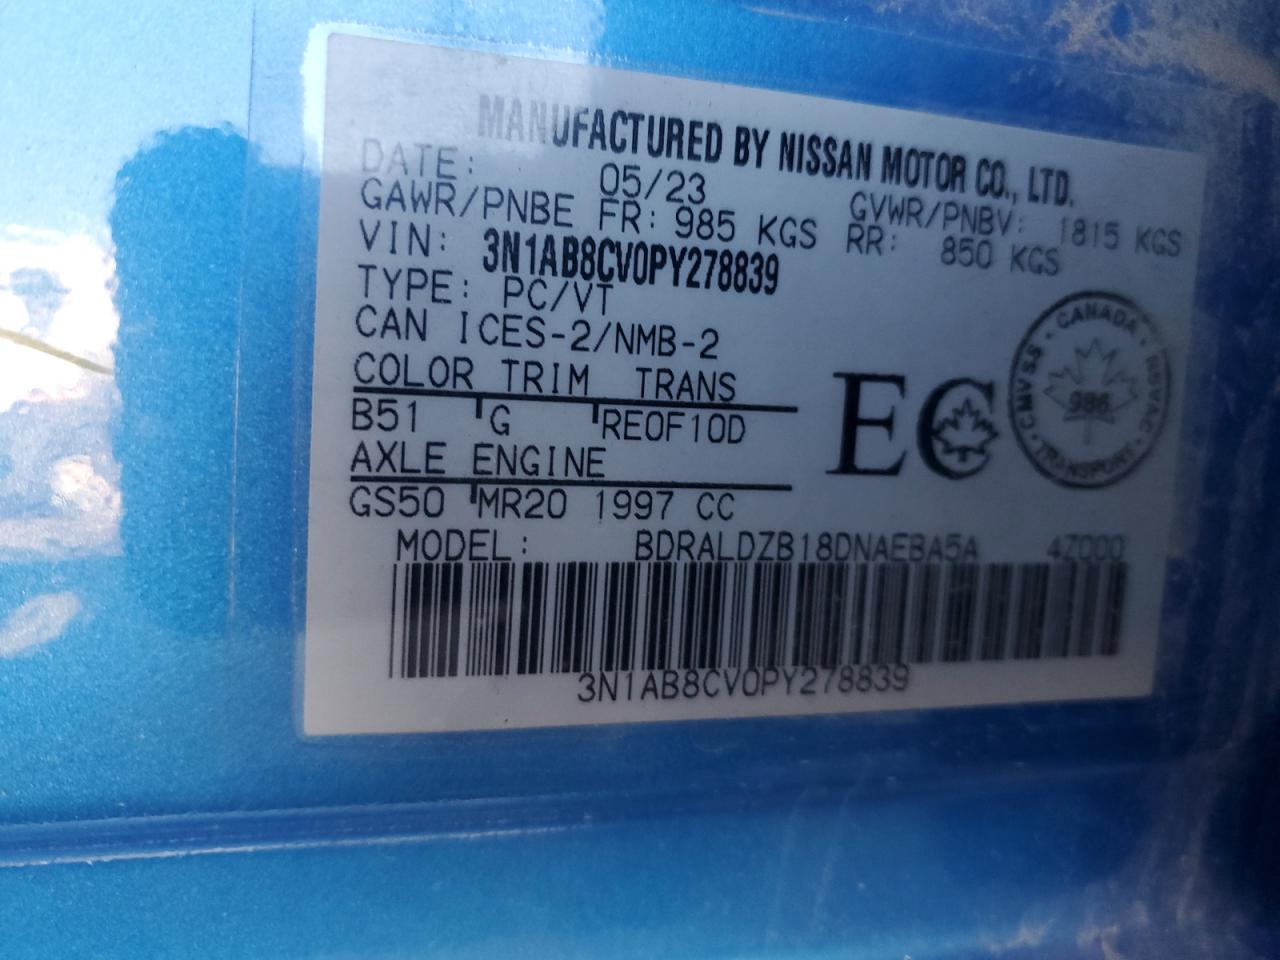 MANUFACTURED BY NISSAN MOTOR CO., LTD.
DATE: 05/23 GVWR/PNBV: 1815 KGS
GAWR/PNBE FR: 985 KGS RR: 850 KGS
VIN: 3N1AB8CV0PY278839
TYPE: PC/VT
CAN ICES-2/NMB-2
COLOR TRIM TRANS
B51 G RE0F10D
AXLE ENGINE
GS50 MR20 1997 CC
EC
CANADA
CMVSS · NSVAC
986
TRANSPORT
MODEL: BDRALDZB18DNAEBA5A 4Z000
3N1AB8CV0PY278839